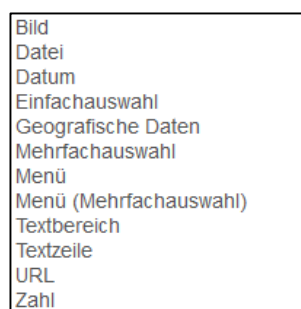 Bild
Datei
Datum
Einfachauswahl
Geografische Daten
Mehrfachauswahl
Menü
Menü (Mehrfachauswahl)
Textbereich
Textzeile
URL
Zahl